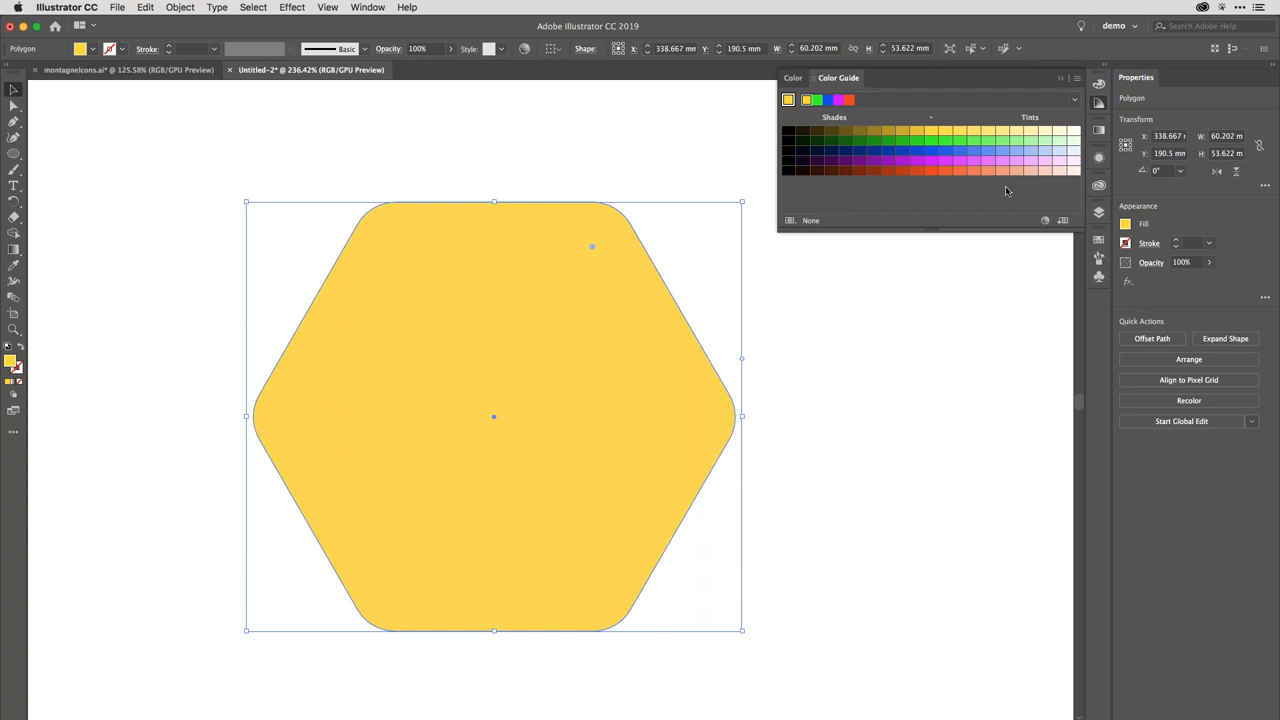 Illustrator CC File Edit Object Type Select Effect View Window Help
Adobe Illustrator CC 2019
demo
Search Adobe Help
Polygon Stroke: Basic Opacity: 100% Style: Shape: X: 338.667 mm Y: 190.5 mm W: 60.202 mm H: 53.622 mm
montagneIcons.ai* @ 125.58% (RGB/GPU Preview)
Untitled-2* @ 236.42% (RGB/GPU Preview)
Color Color Guide
Shades Tints
None
Properties
Polygon
Transform
X: 338.667 W: 60.202 m
Y: 190.5 mm H: 53.622 m
0°
Appearance
Fill
Stroke
Opacity 100%
fx.
Quick Actions
Offset Path Expand Shape
Arrange
Align to Pixel Grid
Recolor
Start Global Edit